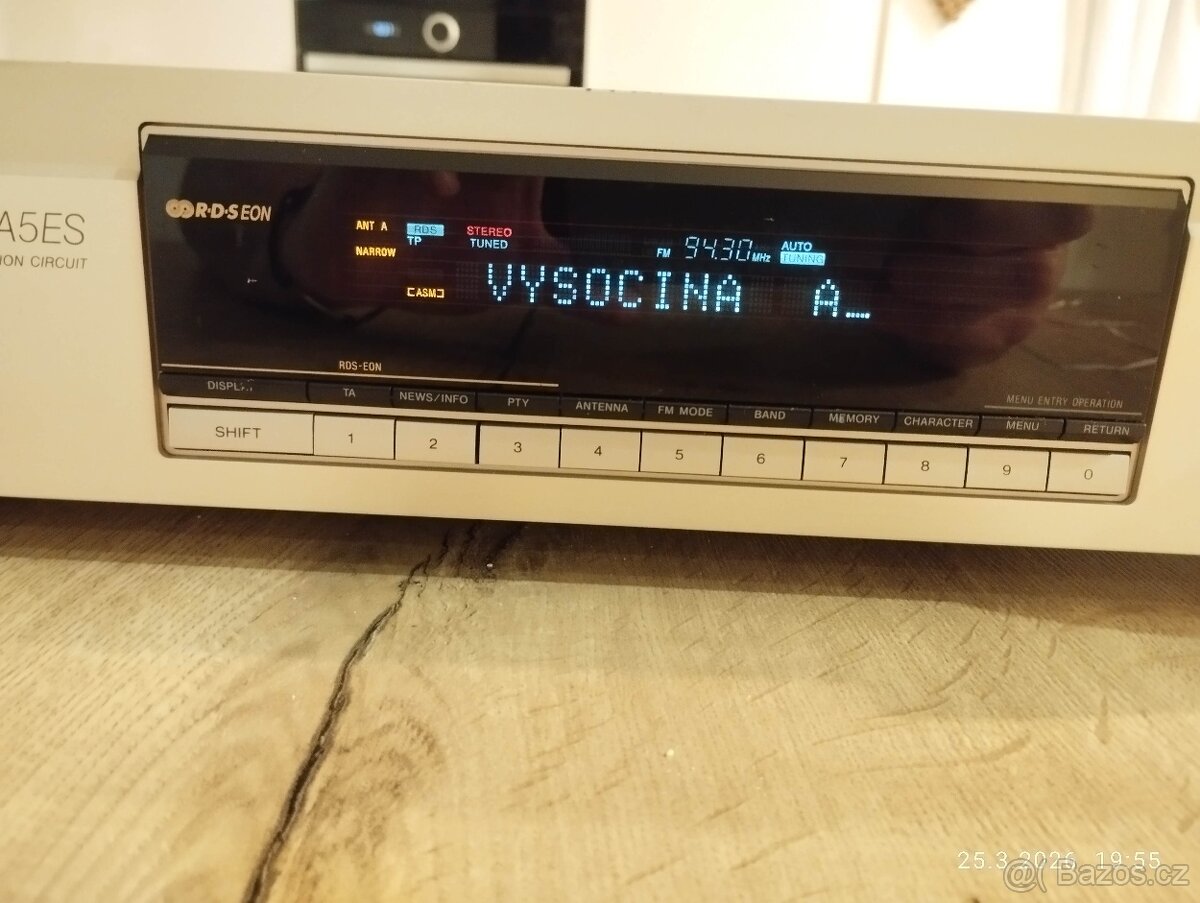 A5ES
ION CIRCUIT
R·D·S EON
ANT A RDS STEREO
TP TUNED
NARROW
FM 94.30 MHz AUTO
TUNING
ASM
VYSOCINA A
RDS-EON
MENU ENTRY OPERATION
DISPLAY TA NEWS/INFO PTY ANTENNA FM MODE BAND MEMORY CHARACTER MENU RETURN
SHIFT 1 2 3 4 5 6 7 8 9 0
25.3.2026 19:55
@( Bazos.cz